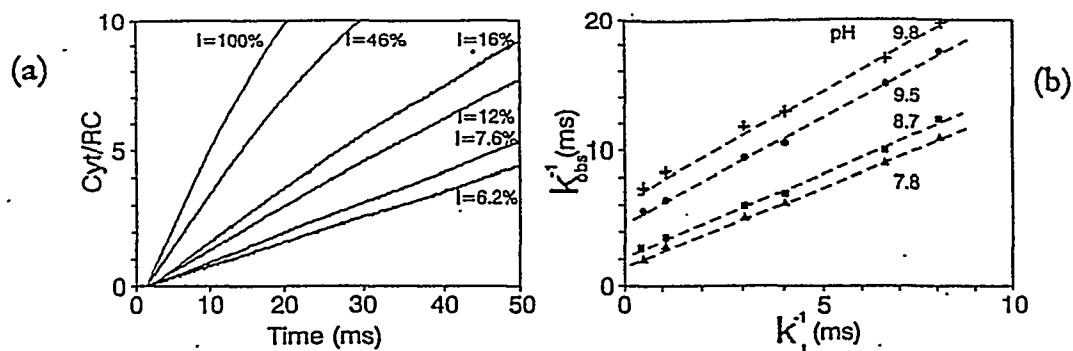 (a)
Cyt/RC
10
5
0
I=100%
I=46%
I=16%
I=12%
I=7.6%
I=6.2%
10
20
30
40
50
Time (ms)
(b)
K⁻¹obs (ms)
20
10
0
pH
9.8
9.5
8.7
7.8
0
5
10
K⁻¹₁ (ms)